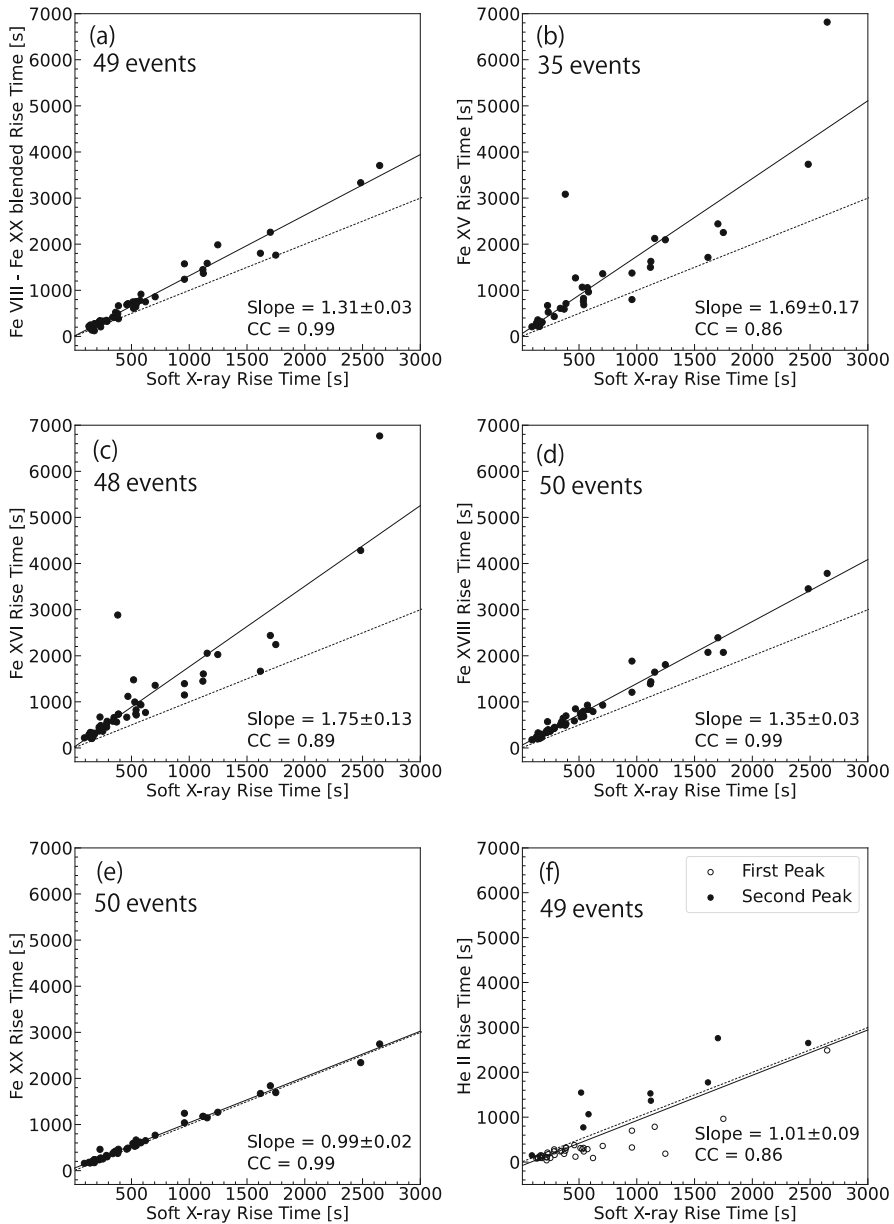 (a)
49 events
Fe VIII - Fe XX blended Rise Time [s]
7000
6000
5000
4000
3000
2000
1000
0
Slope = 1.31±0.03
CC = 0.99
500 1000 1500 2000 2500 3000
Soft X-ray Rise Time [s]
(b)
35 events
Fe XV Rise Time [s]
7000
6000
5000
4000
3000
2000
1000
0
Slope = 1.69±0.17
CC = 0.86
500 1000 1500 2000 2500 3000
Soft X-ray Rise Time [s]
(c)
48 events
Fe XVI Rise Time [s]
7000
6000
5000
4000
3000
2000
1000
0
Slope = 1.75±0.13
CC = 0.89
500 1000 1500 2000 2500 3000
Soft X-ray Rise Time [s]
(d)
50 events
Fe XVIII Rise Time [s]
7000
6000
5000
4000
3000
2000
1000
0
Slope = 1.35±0.03
CC = 0.99
500 1000 1500 2000 2500 3000
Soft X-ray Rise Time [s]
(e)
50 events
Fe XX Rise Time [s]
7000
6000
5000
4000
3000
2000
1000
0
Slope = 0.99±0.02
CC = 0.99
500 1000 1500 2000 2500 3000
Soft X-ray Rise Time [s]
(f)
49 events
First Peak
Second Peak
He II Rise Time [s]
7000
6000
5000
4000
3000
2000
1000
0
Slope = 1.01±0.09
CC = 0.86
500 1000 1500 2000 2500 3000
Soft X-ray Rise Time [s]